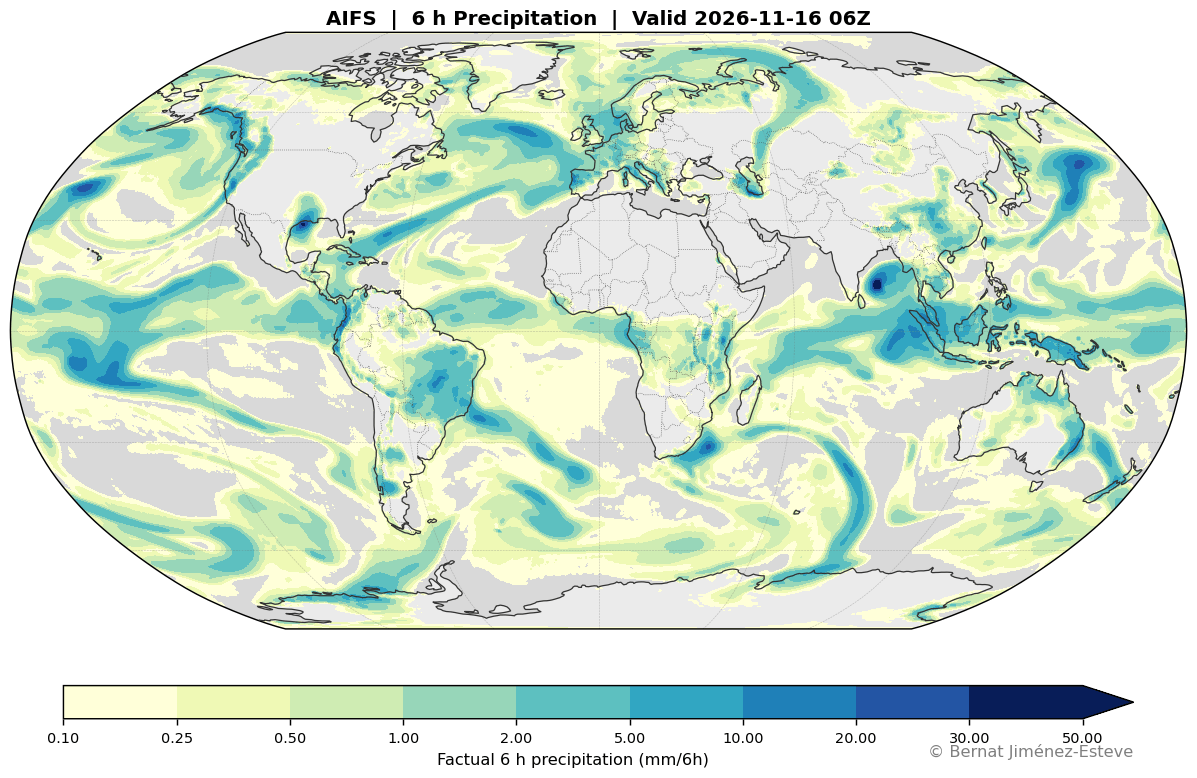 AIFS | 6 h Precipitation | Valid 2026-11-16 06Z
0.10 0.25 0.50 1.00 2.00 5.00 10.00 20.00 30.00 50.00
Factual 6 h precipitation (mm/6h)
© Bernat Jiménez-Esteve